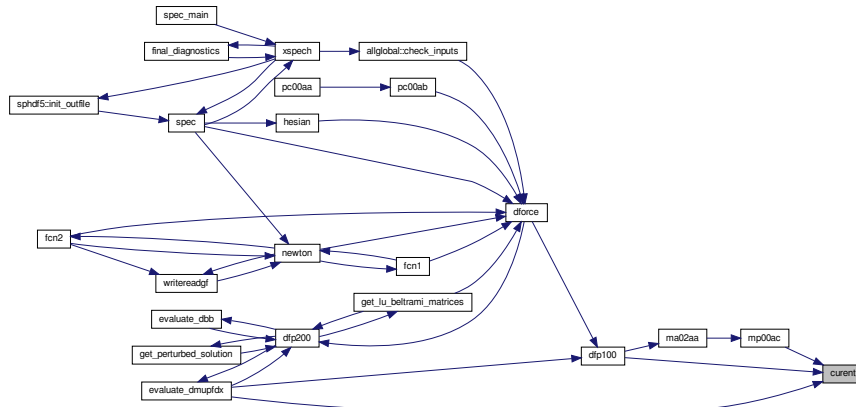 spec_main
final_diagnostics
xspech
allglobal::check_inputs
pc00aa
pc00ab
sphdf5::init_outfile
spec
hesian
dforce
fcn2
newton
fcn1
writereadgf
get_lu_beltrami_matrices
evaluate_dbb
dfp200
get_perturbed_solution
ma02aa
mp00ac
dfp100
curent
evaluate_dmupfdx